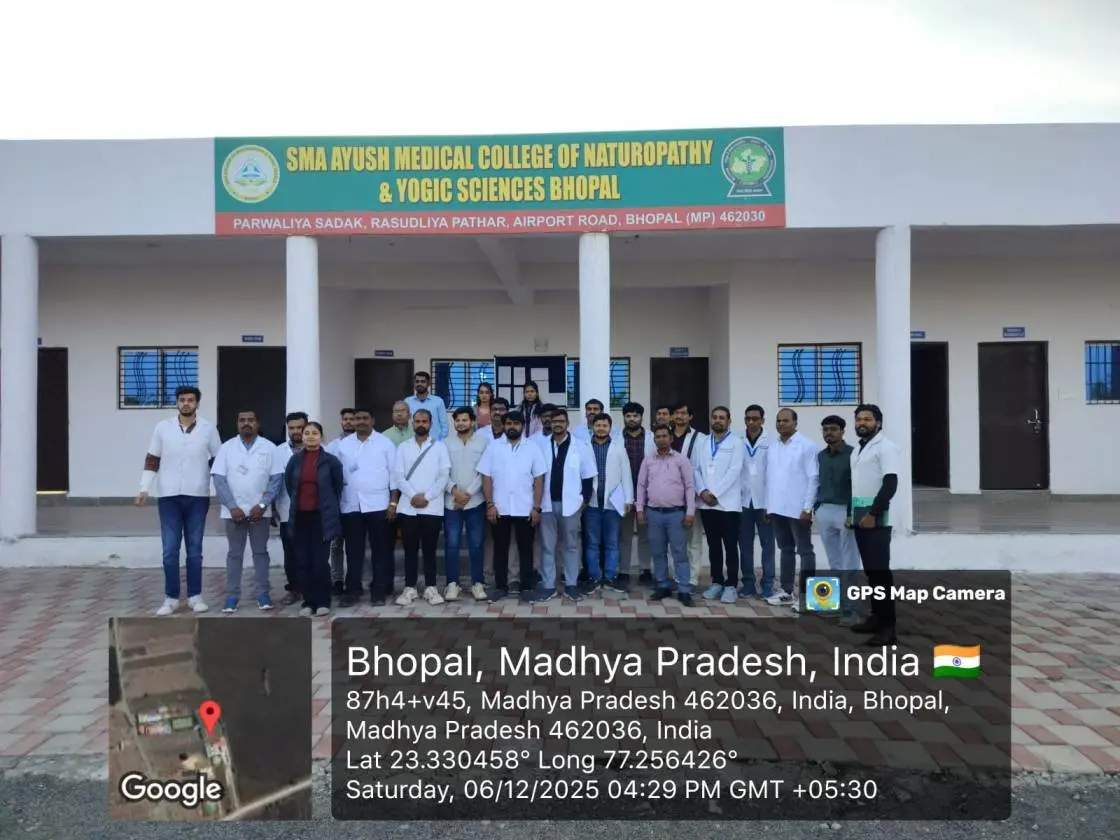 SMA AYUSH MEDICAL COLLEGE OF NATUROPATHY
& YOGIC SCIENCES BHOPAL
PARWALIYA SADAK, RASUDLIYA PATHAR, AIRPORT ROAD, BHOPAL (MP) 462030
GPS Map Camera
Bhopal, Madhya Pradesh, India
87h4+v45, Madhya Pradesh 462036, India, Bhopal,
Madhya Pradesh 462036, India
Lat 23.330458° Long 77.256426°
Saturday, 06/12/2025 04:29 PM GMT +05:30
Google